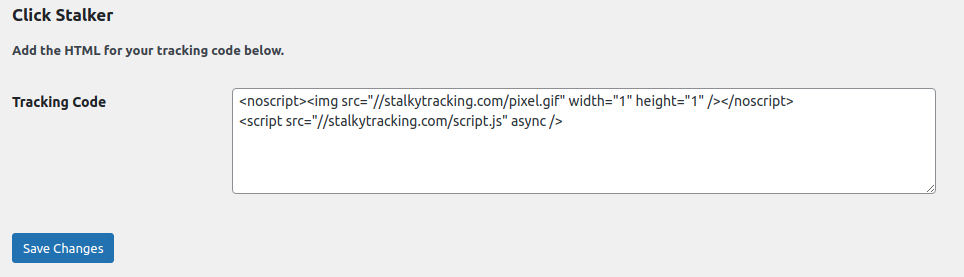 Click Stalker
Add the HTML for your tracking code below.
Tracking Code
<noscript><img src="//stalkytracking.com/pixel.gif" width="1" height="1" /></noscript>
<script src="//stalkytracking.com/script.js" async />
Save Changes